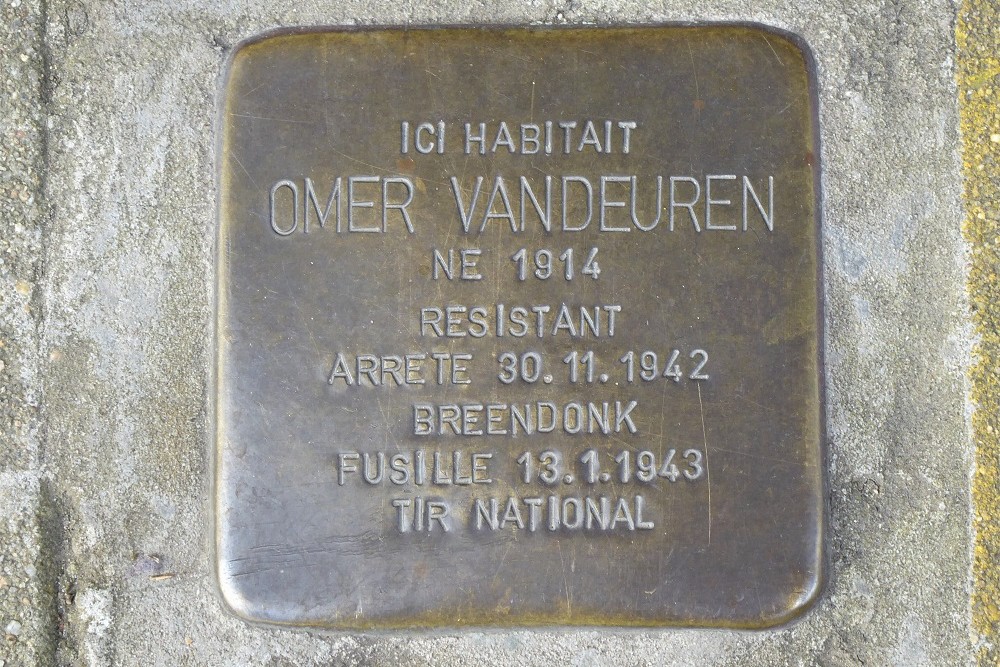 ICI HABITAIT
OMER VANDEUREN
NE 1914
RESISTANT
ARRETE 30.11.1942
BREENDONK
FUSILLE 13.1.1943
TIR NATIONAL